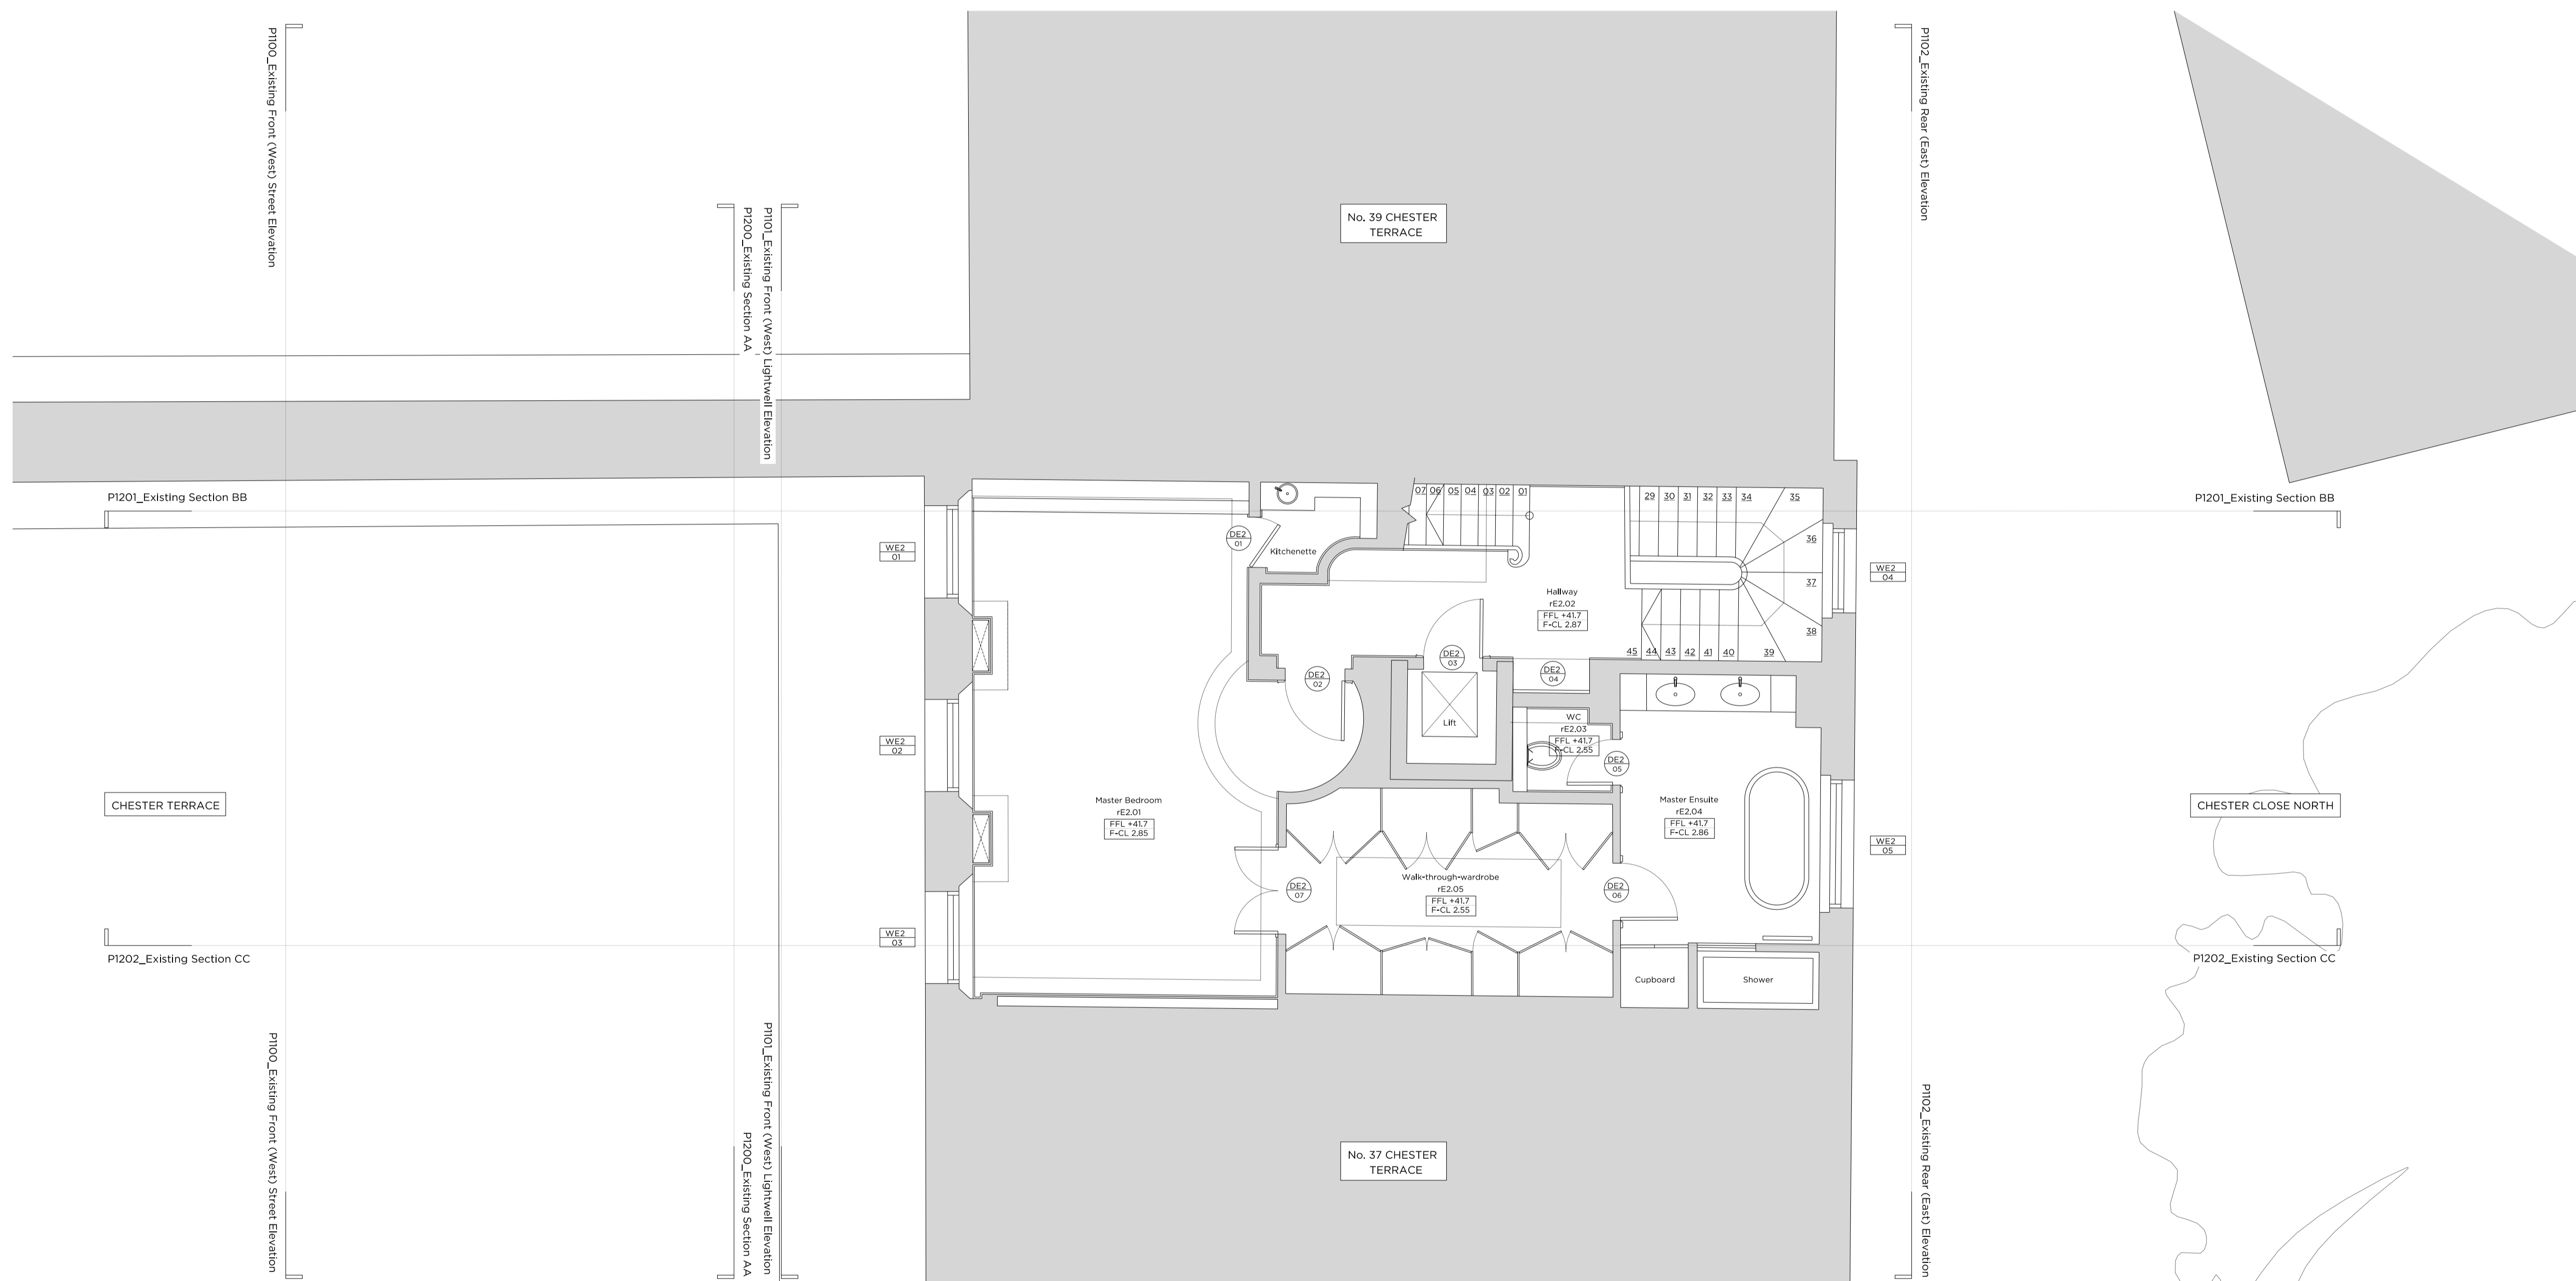 P1100_Existing Front (West) Street Elevation
P1200_Existing Section AA
P1101_Existing Front (West) Lightwell Elevation
P1102_Existing Rear (East) Elevation
No. 39 CHESTER
TERRACE
P1201_Existing Section BB
P1201_Existing Section BB
07 06 05 04 03 02 01
29 30 31 32 33 34 35
36
37
38
45 44 43 42 41 40 39
DE2
01
Kitchenette
WE2
01
WE2
04
Hallway
rE2.02
FFL +41.7
F-CL 2.87
DE2
03
DE2
02
DE2
04
Lift
WC
rE2.03
FFL +41.7
F-CL 2.55
DE2
05
WE2
02
CHESTER TERRACE
Master Bedroom
rE2.01
FFL +41.7
F-CL 2.85
Master Ensuite
rE2.04
FFL +41.7
F-CL 2.86
CHESTER CLOSE NORTH
WE2
05
Walk-through-wardrobe
rE2.05
FFL +41.7
F-CL 2.55
DE2
07
DE2
06
WE2
03
P1202_Existing Section CC
P1202_Existing Section CC
Cupboard
Shower
No. 37 CHESTER
TERRACE
P1100_Existing Front (West) Street Elevation
P1200_Existing Section AA
P1101_Existing Front (West) Lightwell Elevation
P1102_Existing Rear (East) Elevation